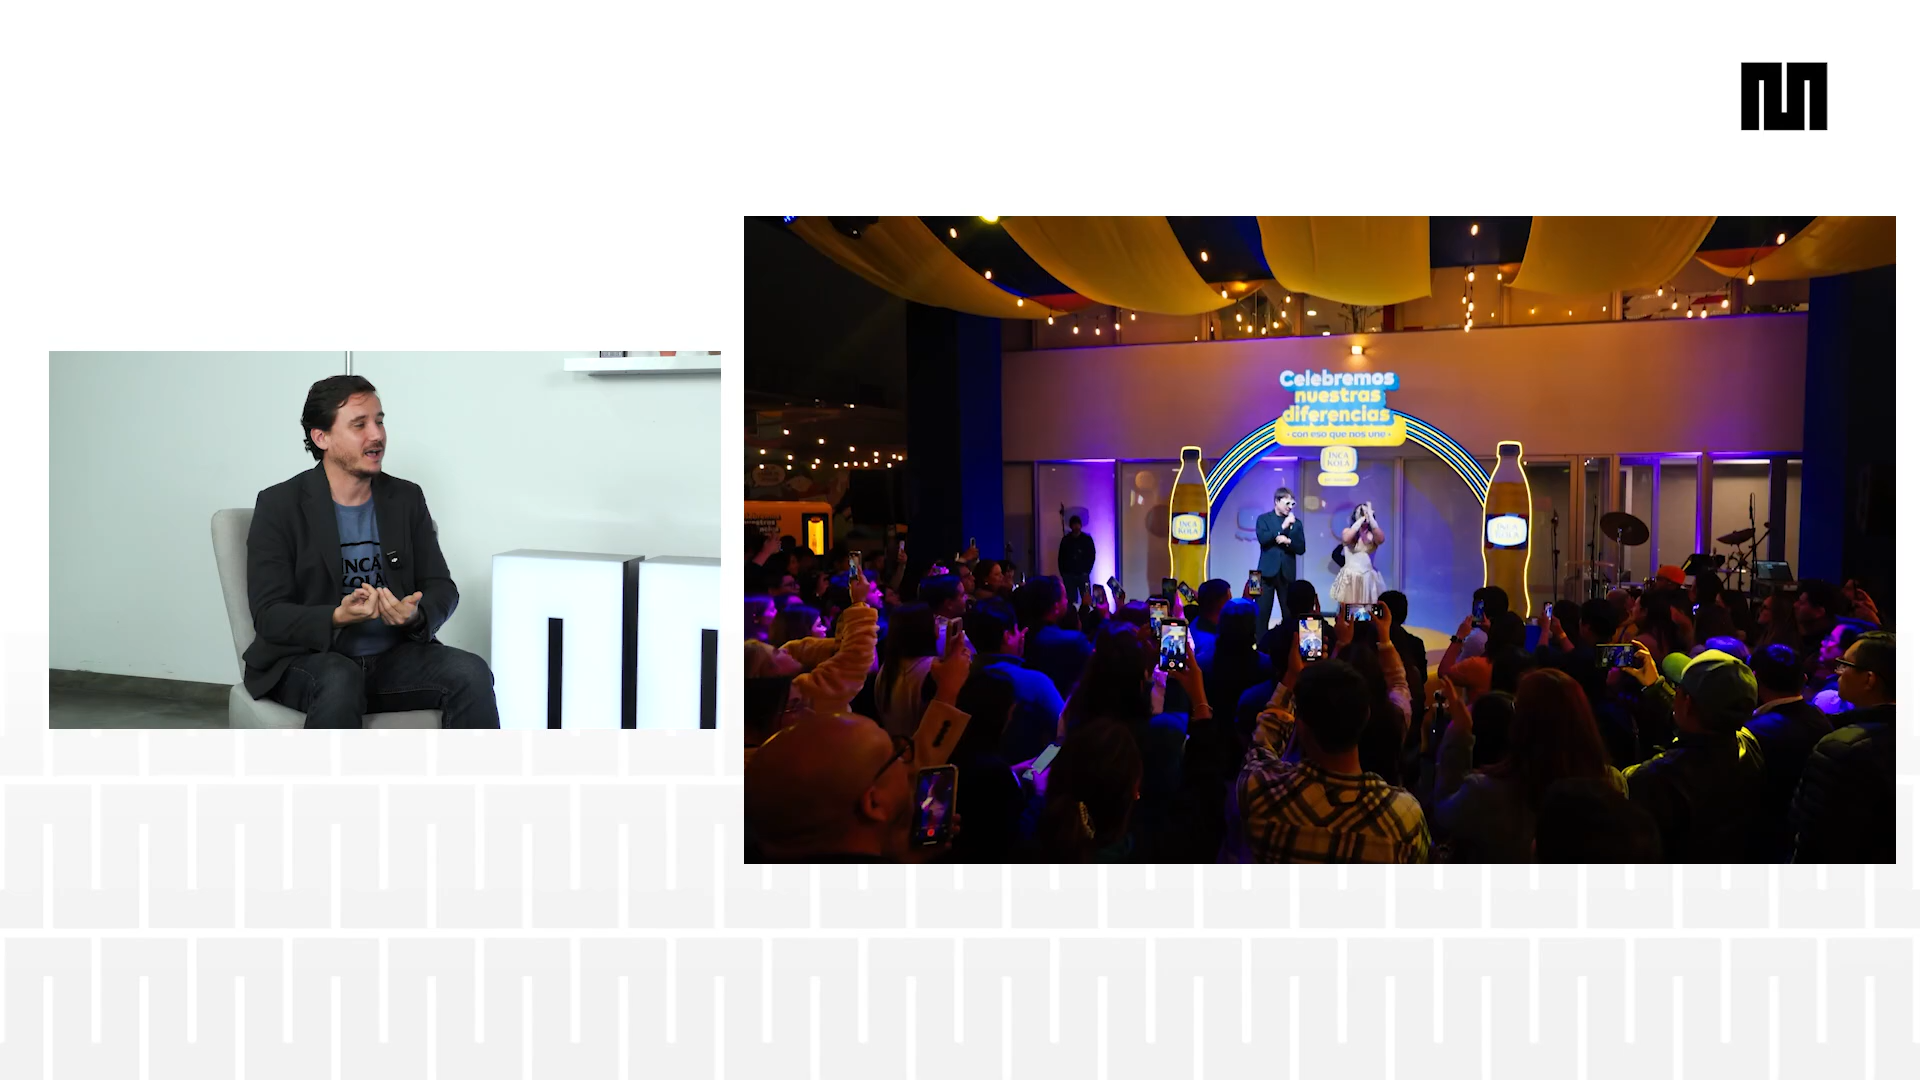 INCA
KOLA
Celebremos
nuestras
diferencias
- con eso que nos une -
INCA
KOLA
INCA
KOLA
INCA
KOLA